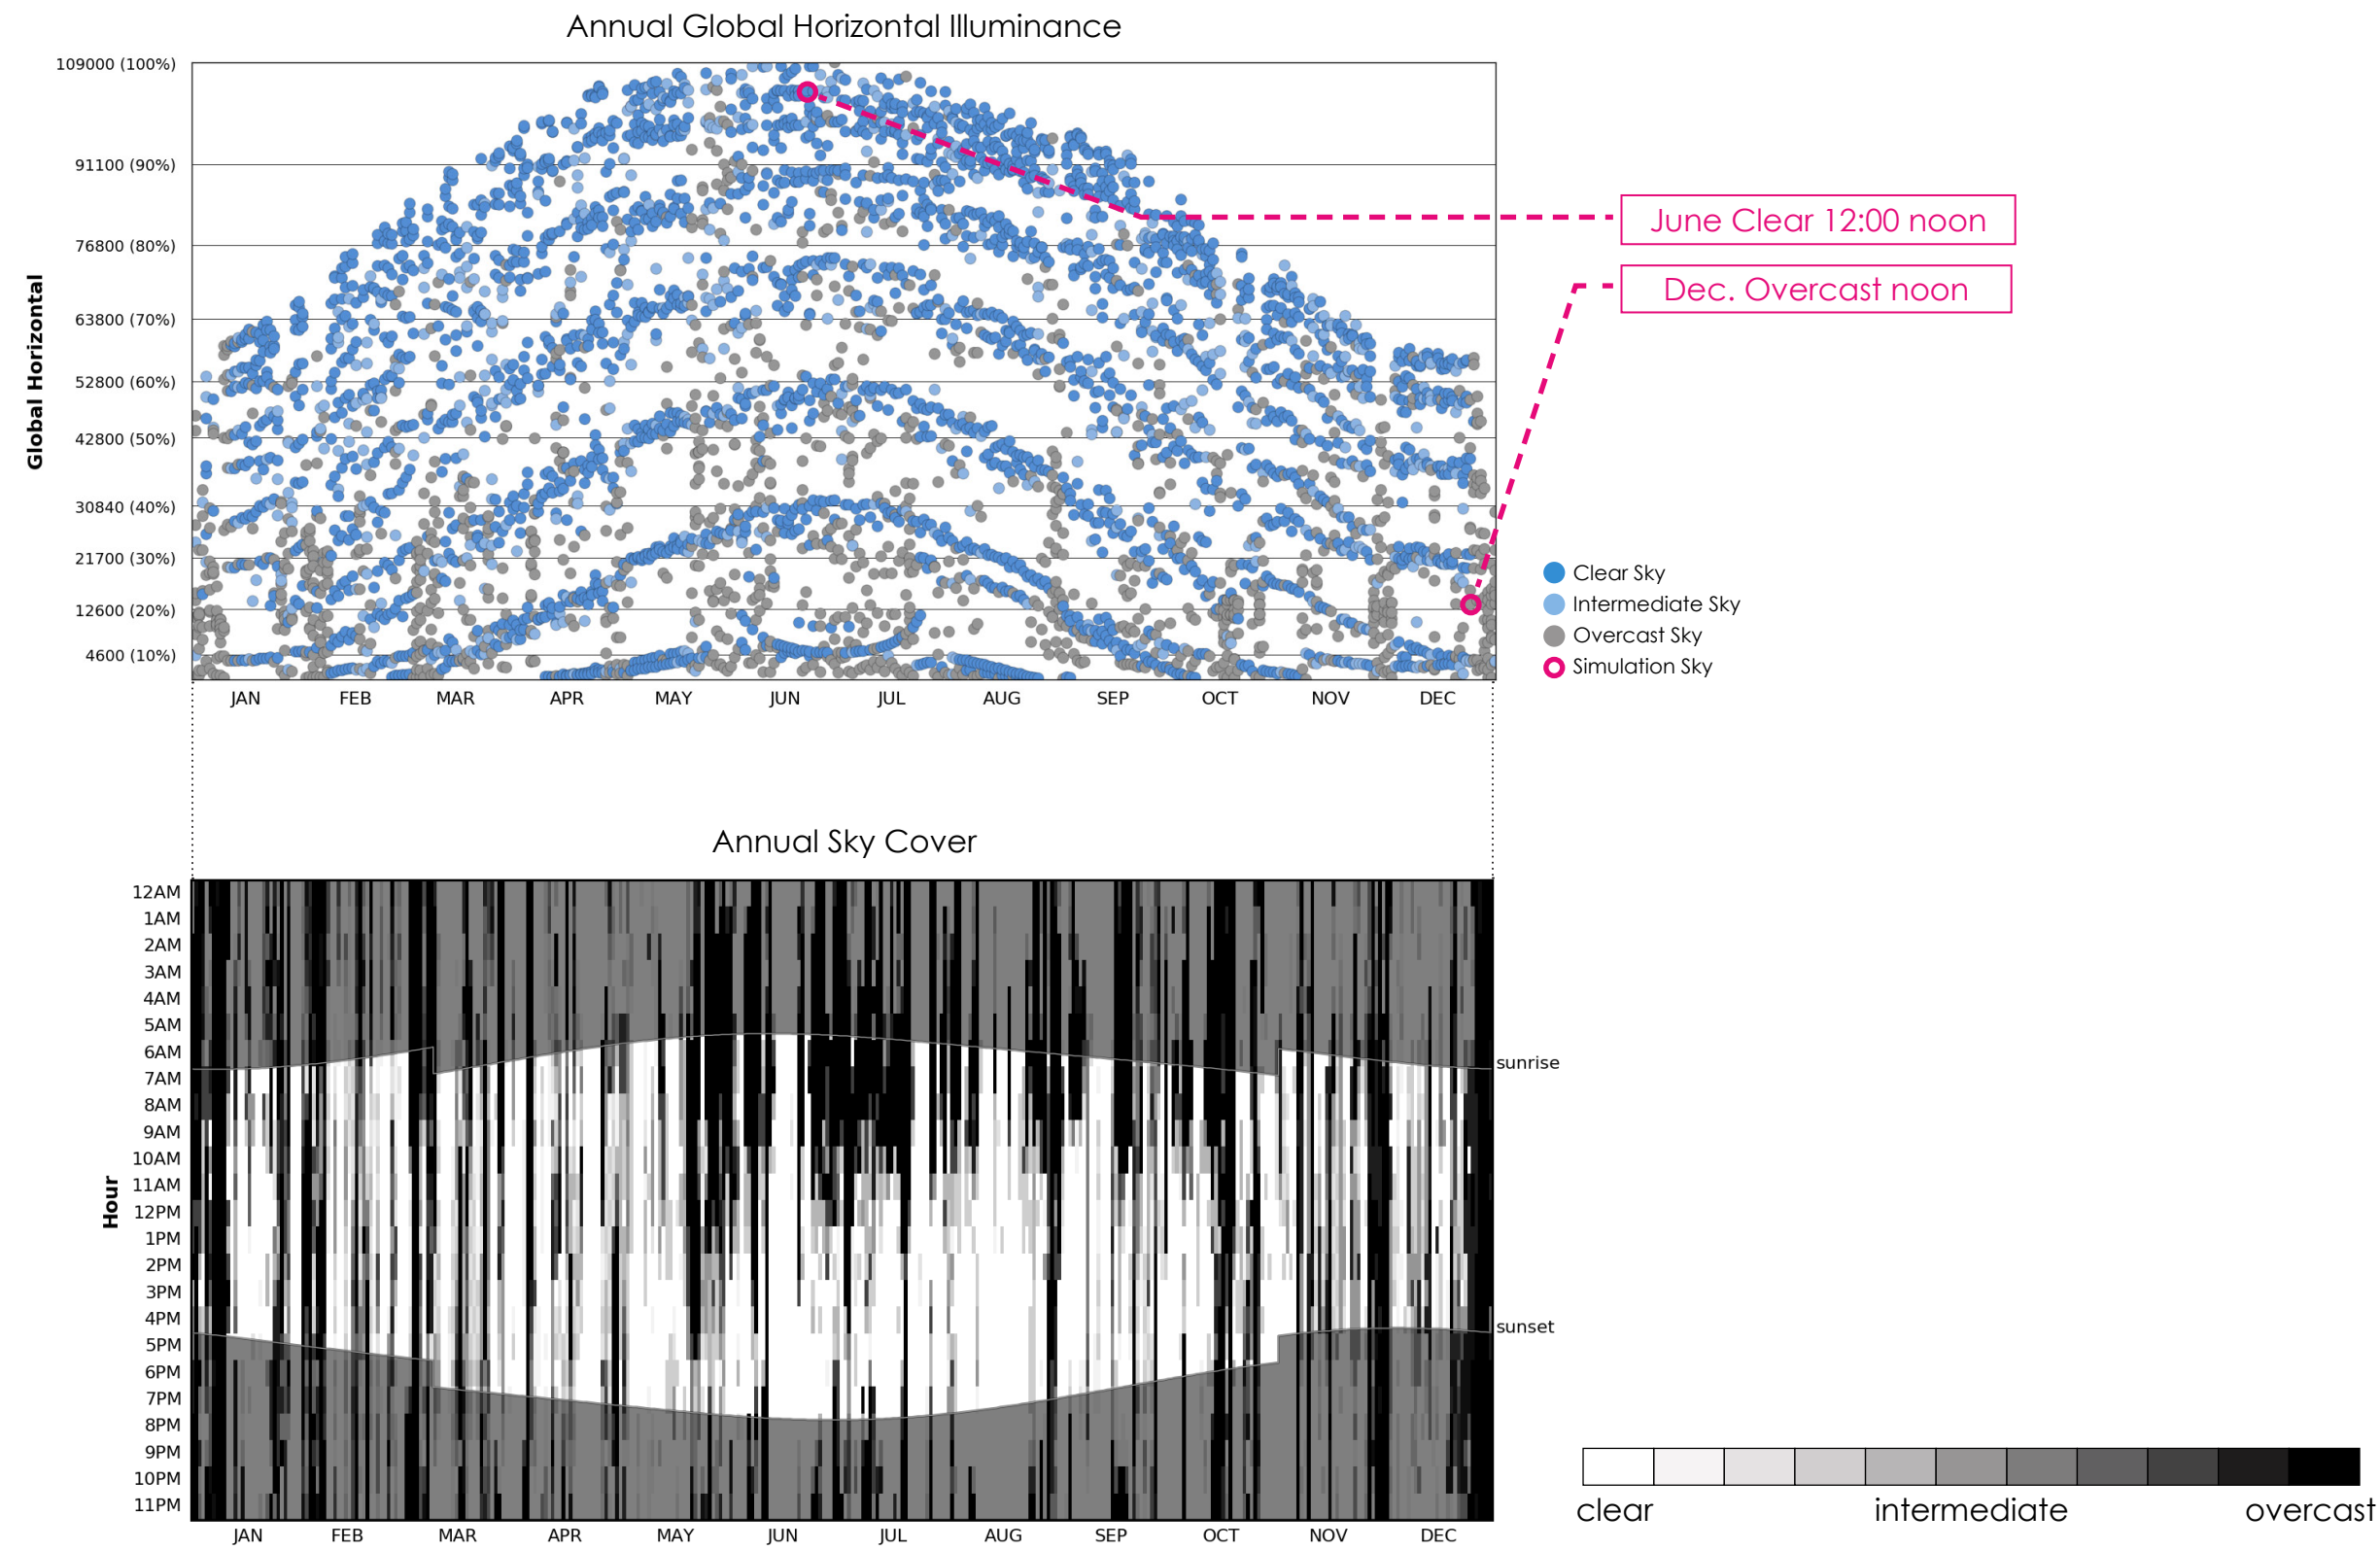 Annual Global Horizontal Illuminance
109000 (100%)
91100 (90%)
76800 (80%)
63800 (70%)
52800 (60%)
42800 (50%)
30840 (40%)
21700 (30%)
12600 (20%)
4600 (10%)
Global Horizontal
JAN FEB MAR APR MAY JUN JUL AUG SEP OCT NOV DEC
June Clear 12:00 noon
Dec. Overcast noon
Clear Sky
Intermediate Sky
Overcast Sky
Simulation Sky
Annual Sky Cover
12AM
1AM
2AM
3AM
4AM
5AM
6AM
7AM
8AM
9AM
10AM
11AM
12PM
1PM
2PM
3PM
4PM
5PM
6PM
7PM
8PM
9PM
10PM
11PM
Hour
sunrise
sunset
JAN FEB MAR APR MAY JUN JUL AUG SEP OCT NOV DEC
clear intermediate overcast